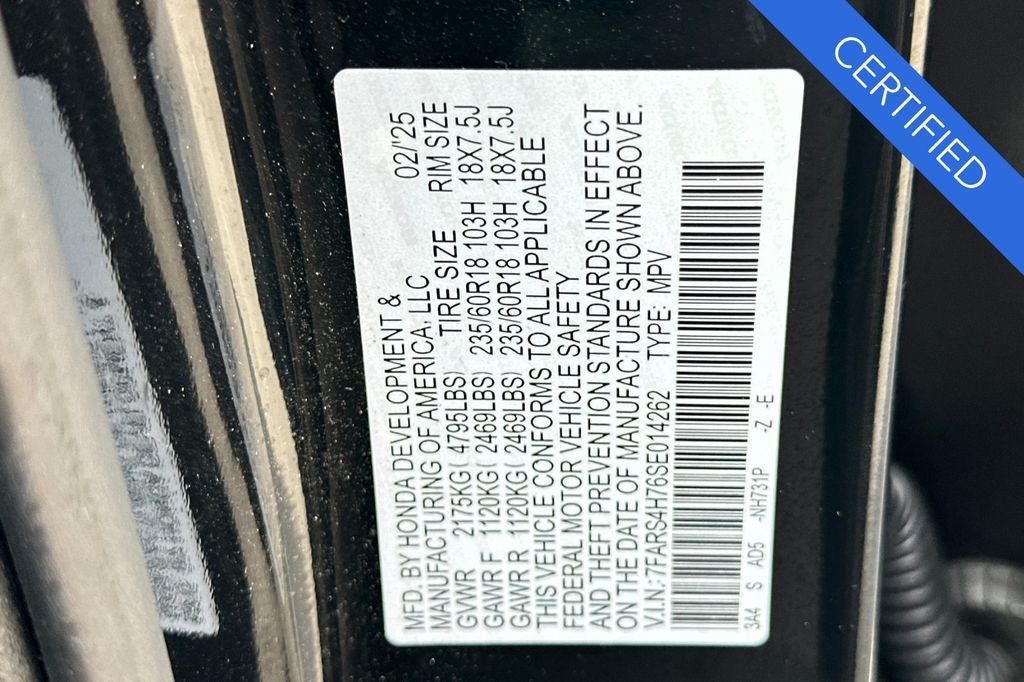 CERTIFIED
MFD. BY HONDA DEVELOPMENT & 02/'25
MANUFACTURING OF AMERICA, LLC TIRE SIZE RIM SIZE
GVWR 2175KG(4795LBS)
GAWR F 1120KG(2469LBS) 235/60R18 103H 18X7.5J
GAWR R 1120KG(2469LBS) 235/60R18 103H 18X7.5J
THIS VEHICLE CONFORMS TO ALL APPLICABLE
FEDERAL MOTOR VEHICLE SAFETY
AND THEFT PREVENTION STANDARDS IN EFFECT
ON THE DATE OF MANUFACTURE SHOWN ABOVE.
V.I.N.: 7FARS4H76SE014262 TYPE: MPV
3A4 S AD5 -NH731P -Z -E